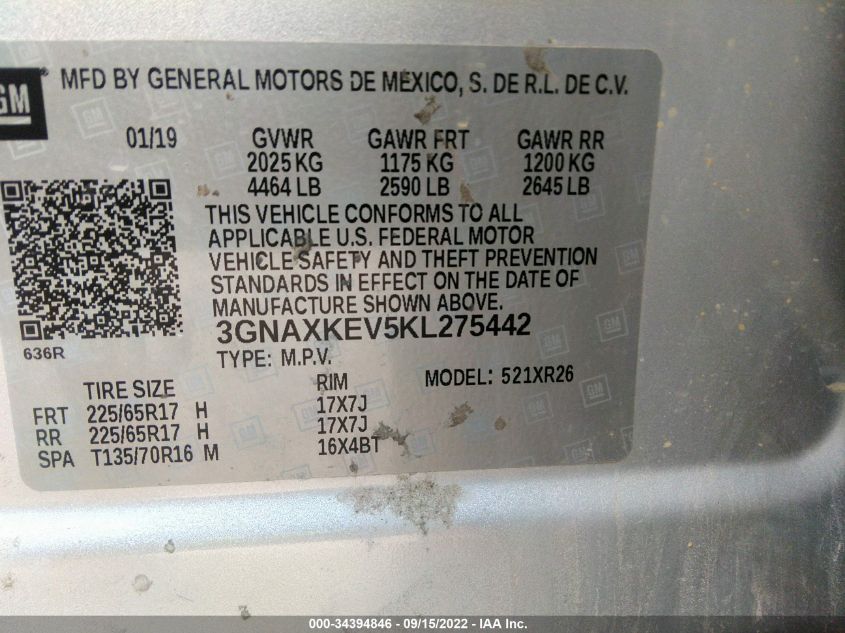 GM ® MFD BY GENERAL MOTORS DE MEXICO, S. DE R.L. DE C.V.
01/19 GVWR GAWR FRT GAWR RR
2025 KG 1175 KG 1200 KG
4464 LB 2590 LB 2645 LB
THIS VEHICLE CONFORMS TO ALL
APPLICABLE U.S. FEDERAL MOTOR
VEHICLE SAFETY AND THEFT PREVENTION
STANDARDS IN EFFECT ON THE DATE OF
MANUFACTURE SHOWN ABOVE.
3GNAXKEV5KL275442
636R
TYPE: M.P.V.
MODEL: 521XR26
TIRE SIZE RIM
FRT 225/65R17 H 17X7J
RR 225/65R17 H 17X7J
SPA T135/70R16 M 16X4BT
000-34394846 - 09/15/2022 - IAA Inc.